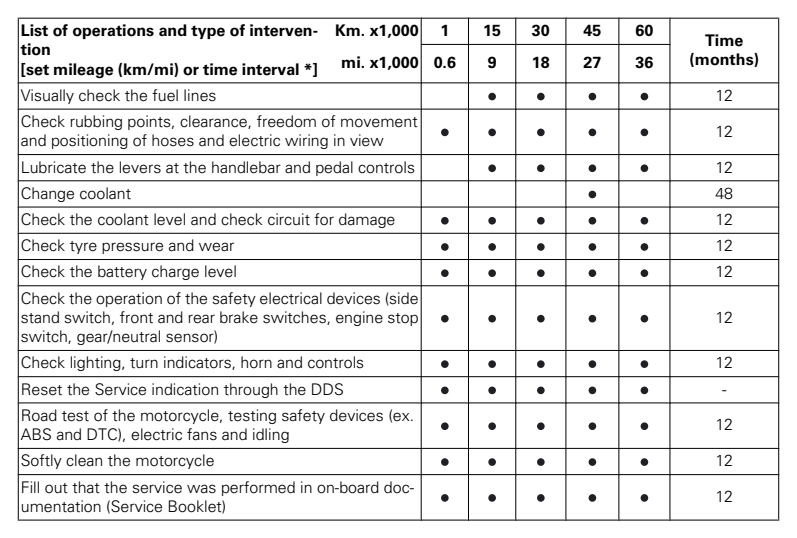 List of operations and type of interven- Km. x1,000 1 15 30 45 60 Time
tion
[set mileage (km/mi) or time interval *] mi. x1,000 0.6 9 18 27 36 (months)
Visually check the fuel lines ● ● ● ● 12
Check rubbing points, clearance, freedom of movement
and positioning of hoses and electric wiring in view ● ● ● ● ● 12
Lubricate the levers at the handlebar and pedal controls ● ● ● ● 12
Change coolant ● 48
Check the coolant level and check circuit for damage ● ● ● ● ● 12
Check tyre pressure and wear ● ● ● ● ● 12
Check the battery charge level ● ● ● ● ● 12
Check the operation of the safety electrical devices (side
stand switch, front and rear brake switches, engine stop ● ● ● ● ● 12
switch, gear/neutral sensor)
Check lighting, turn indicators, horn and controls ● ● ● ● ● 12
Reset the Service indication through the DDS ● ● ● ● ● -
Road test of the motorcycle, testing safety devices (ex.
ABS and DTC), electric fans and idling ● ● ● ● ● 12
Softly clean the motorcycle ● ● ● ● ● 12
Fill out that the service was performed in on-board doc-
umentation (Service Booklet) ● ● ● ● ● 12